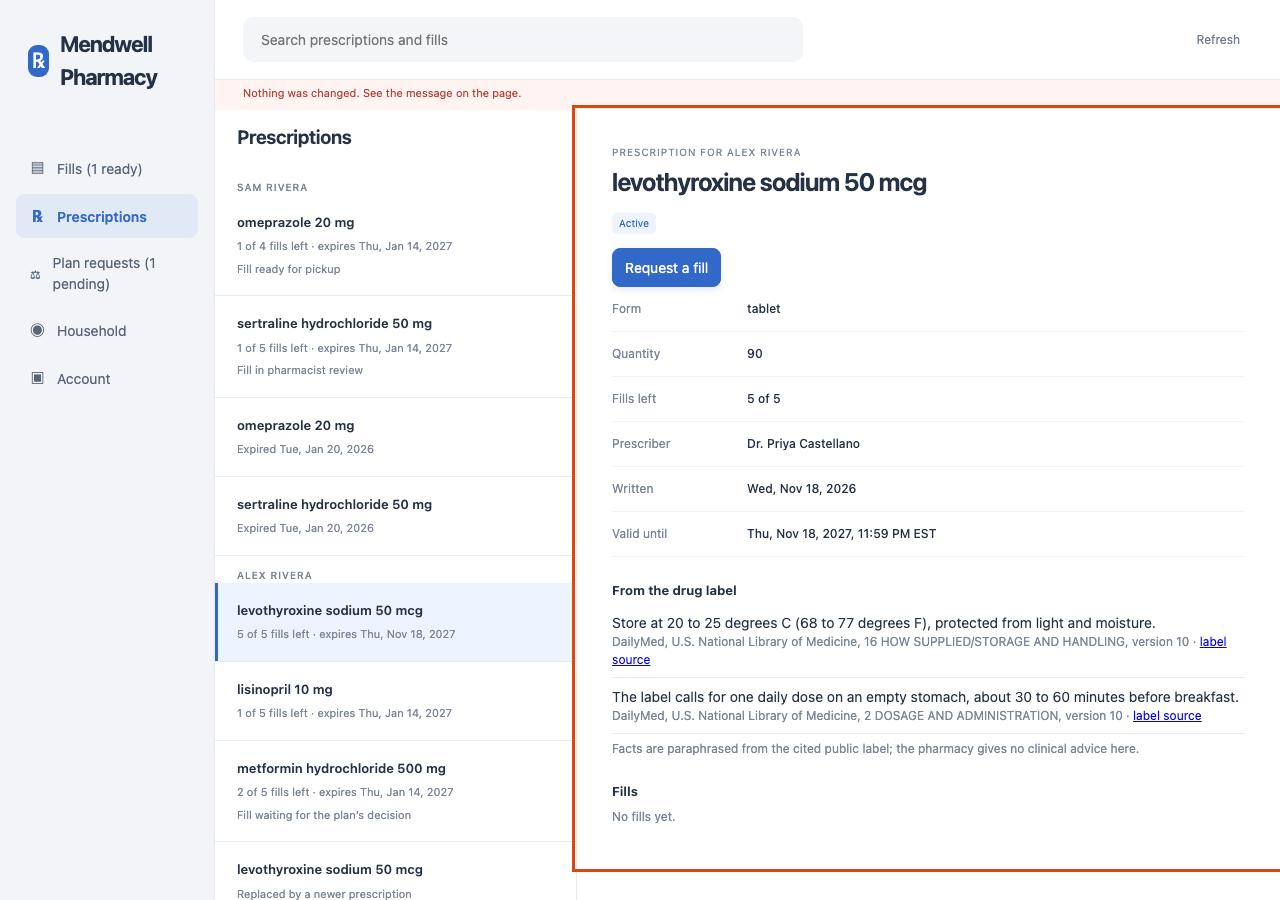 Mendwell
Pharmacy
Fills (1 ready)
Prescriptions
Plan requests (1
pending)
Household
Account
Search prescriptions and fills
Refresh
Nothing was changed. See the message on the page.
Prescriptions
SAM RIVERA
omeprazole 20 mg
1 of 4 fills left · expires Thu, Jan 14, 2027
Fill ready for pickup
sertraline hydrochloride 50 mg
1 of 5 fills left · expires Thu, Jan 14, 2027
Fill in pharmacist review
omeprazole 20 mg
Expired Tue, Jan 20, 2026
sertraline hydrochloride 50 mg
Expired Tue, Jan 20, 2026
ALEX RIVERA
levothyroxine sodium 50 mcg
5 of 5 fills left · expires Thu, Nov 18, 2027
lisinopril 10 mg
1 of 5 fills left · expires Thu, Jan 14, 2027
metformin hydrochloride 500 mg
2 of 5 fills left · expires Thu, Jan 14, 2027
Fill waiting for the plan's decision
levothyroxine sodium 50 mcg
Replaced by a newer prescription
PRESCRIPTION FOR ALEX RIVERA
levothyroxine sodium 50 mcg
Active
Request a fill
Form tablet
Quantity 90
Fills left 5 of 5
Prescriber Dr. Priya Castellano
Written Wed, Nov 18, 2026
Valid until Thu, Nov 18, 2027, 11:59 PM EST
From the drug label
Store at 20 to 25 degrees C (68 to 77 degrees F), protected from light and moisture.
DailyMed, U.S. National Library of Medicine, 16 HOW SUPPLIED/STORAGE AND HANDLING, version 10 · label
source
The label calls for one daily dose on an empty stomach, about 30 to 60 minutes before breakfast.
DailyMed, U.S. National Library of Medicine, 2 DOSAGE AND ADMINISTRATION, version 10 · label source
Facts are paraphrased from the cited public label; the pharmacy gives no clinical advice here.
Fills
No fills yet.